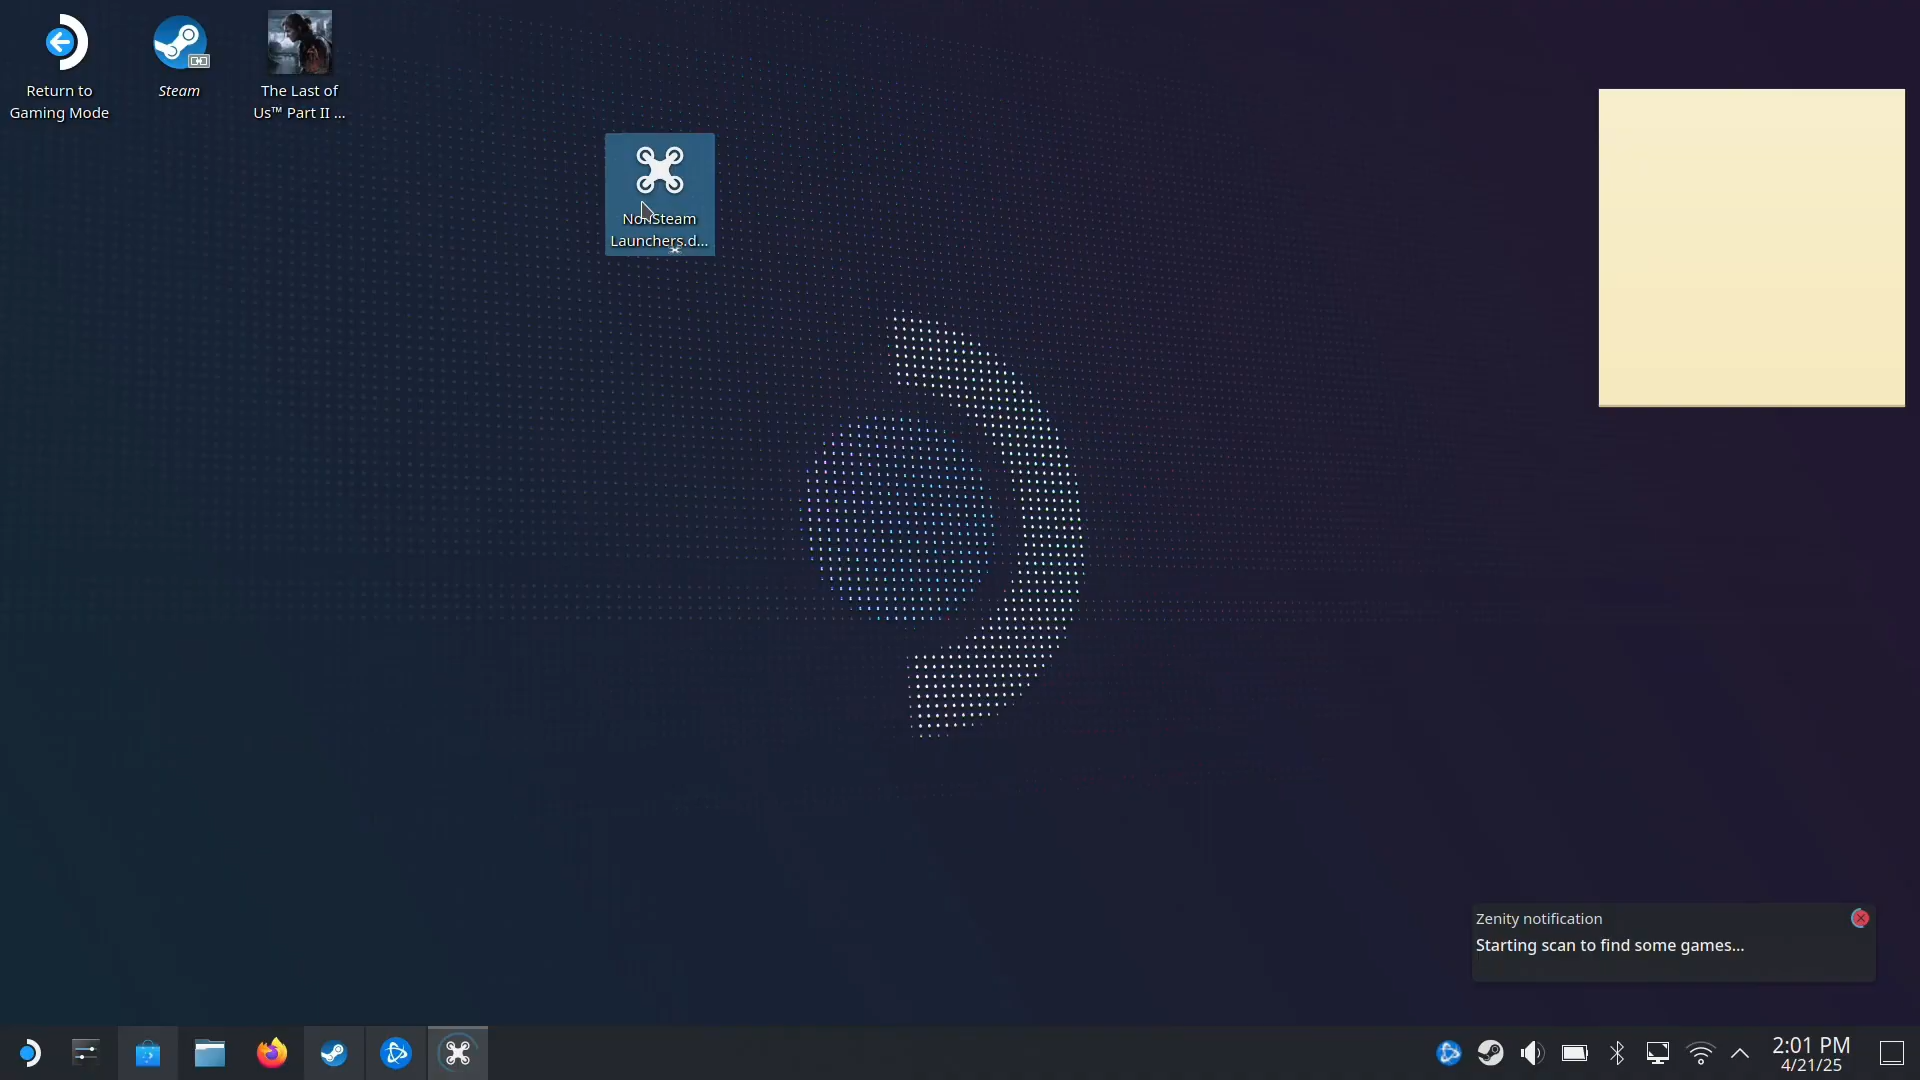 Return to
Gaming Mode
Steam
The Last of
Us™ Part II ...
NonSteam
Launchers.d...
Zenity notification
Starting scan to find some games...
2:01 PM
4/21/25